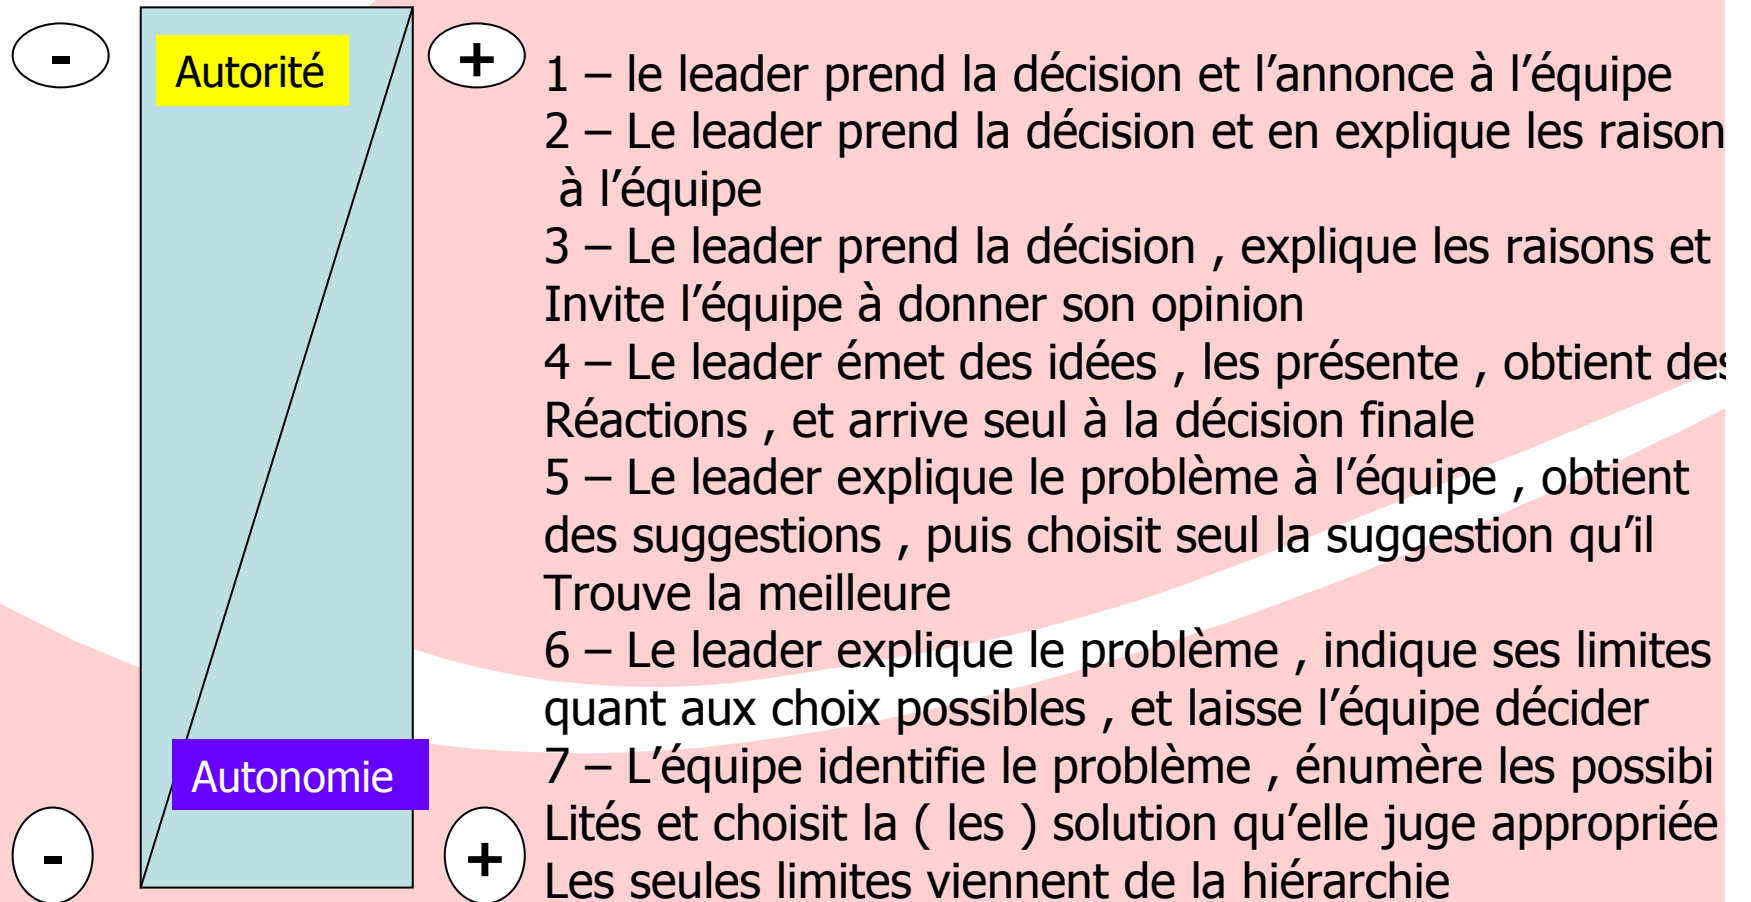 -
Autorité
+
1 – le leader prend la décision et l’annonce à l’équipe
2 – Le leader prend la décision et en explique les raison
à l’équipe
3 – Le leader prend la décision , explique les raisons et
Invite l’équipe à donner son opinion
4 – Le leader émet des idées , les présente , obtient des
Réactions , et arrive seul à la décision finale
5 – Le leader explique le problème à l’équipe , obtient
des suggestions , puis choisit seul la suggestion qu’il
Trouve la meilleure
6 – Le leader explique le problème , indique ses limites
quant aux choix possibles , et laisse l’équipe décider
7 – L’équipe identifie le problème , énumère les possibi
Lités et choisit la ( les ) solution qu’elle juge appropriée
Les seules limites viennent de la hiérarchie
Autonomie
-
+